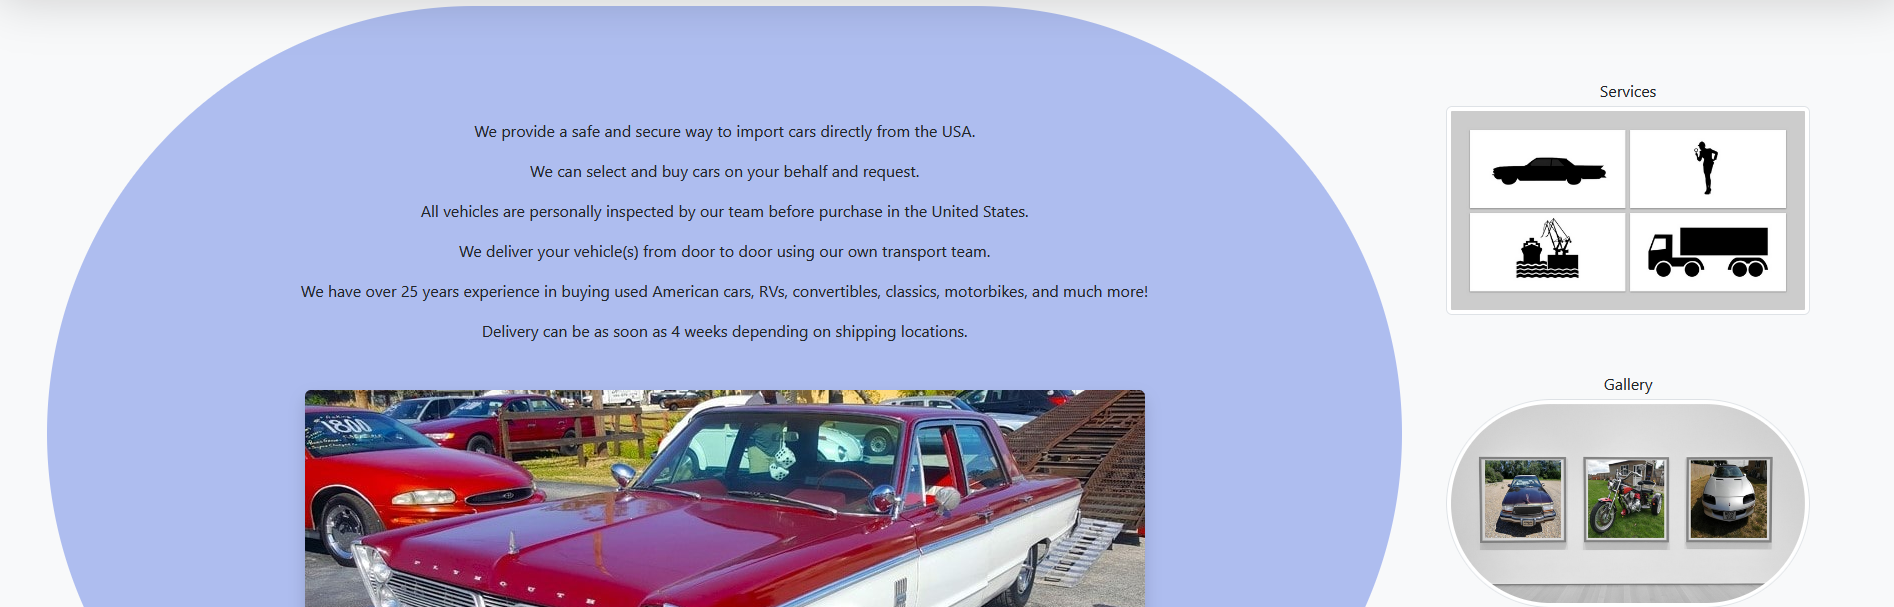 We provide a safe and secure way to import cars directly from the USA.
We can select and buy cars on your behalf and request.
All vehicles are personally inspected by our team before purchase in the United States.
We deliver your vehicle(s) from door to door using our own transport team.
We have over 25 years experience in buying used American cars, RVs, convertibles, classics, motorbikes, and much more!
Delivery can be as soon as 4 weeks depending on shipping locations.
1800
PLYMOUTH
Services
Gallery